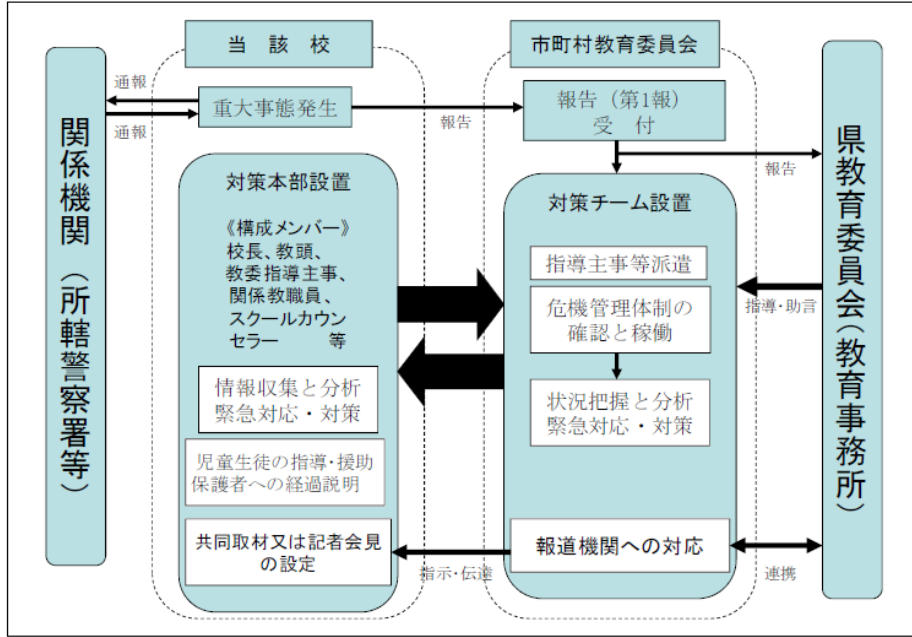 当 該 校
市町村教育委員会
通報
重大事態発生
通報
報告
報告（第1報）
受 付
報告
関係機関（所轄警察署等）
対策本部設置
《構成メンバー》
校長、教頭、
教委指導主事、
関係教職員、
スクールカウン
セラー 等
情報収集と分析
緊急対応・対策
児童生徒の指導・援助
保護者への経過説明
共同取材又は記者会見
の設定
対策チーム設置
指導主事等派遣
危機管理体制の
確認と稼働
状況把握と分析
緊急対応・対策
報道機関への対応
指示・伝達
指導・助言
連携
県教育委員会（教育事務所）